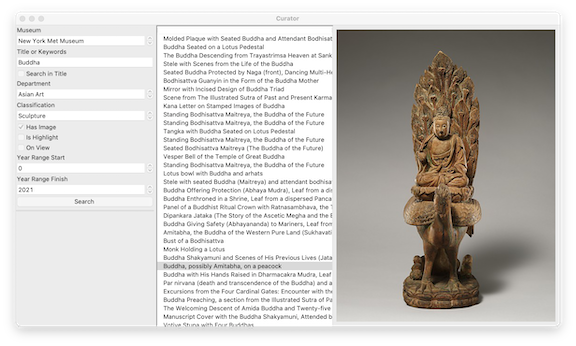 Curator
Museum
New York Met Museum
Title or Keywords
Buddha
Search in Title
Department
Asian Art
Classification
Sculpture
Has Image
Is Highlight
On View
Year Range Start
0
Year Range Finish
2021
Search
Molded Plaque with Seated Buddha and Attendant Bodhisat
Buddha Seated on a Lotus Pedestal
The Buddha Descending from Trayastrimsa Heaven at Sank
Stele with Scenes from the Life of the Buddha
Seated Buddha Protected by Naga (front), Dancing Multi-H
Bodhisattva Guanyin in the Form of the Buddha Mother
Mirror with Incised Design of Buddha Triad
Scene from The Illustrated Sutra of Past and Present Karma
Kana Letter on Stamped Images of Buddha
Standing Bodhisattva Maitreya, the Buddha of the Future
Standing Bodhisattva Maitreya, the Buddha of the Future
Tangka with Buddha Seated on Lotus Pedestal
Standing Bodhisattva Maitreya, the Buddha of the Future
Seated Bodhisattva Maitreya (The Buddha of the Future)
Vesper Bell of the Temple of Great Buddha
Standing Bodhisattva Maitreya, the Buddha of the Future
Lotus bowl with Buddha and arhats
Stele with seated Buddha (Maitreya) and attendant bodhisat
Buddha Offering Protection (Abhaya Mudra), Leaf from a dis
Buddha Enthroned in a Shrine, Leaf from a dispersed Panca
Panel of a Buddhist Ritual Crown with Ratnasambhava, the
Dipankara Jataka (The Story of the Ascetic Megha and the B
Buddha Giving Safety (Abhayananda) to Mariners, Leaf from
Amitabha, the Buddha of the Western Pure Land (Sukhavati
Bust of a Bodhisattva
Monk Holding a Lotus
Buddha Shakyamuni and Scenes of His Previous Lives (Jata
Buddha, possibly Amitabha, on a peacock
Buddha with His Hands Raised in Dharmacakra Mudra, Leaf
Par nirvana (death and transcendence of the Buddha) and a
Excursions from the Four Cardinal Gates: Encounter with the
Buddha Preaching, a section from the Illustrated Sutra of Pa
The Welcoming Descent of Amida Buddha and Twenty-five
Manuscript Cover with the Buddha Shakyamuni, Attended b
Votive Stupa with Four Buddhas